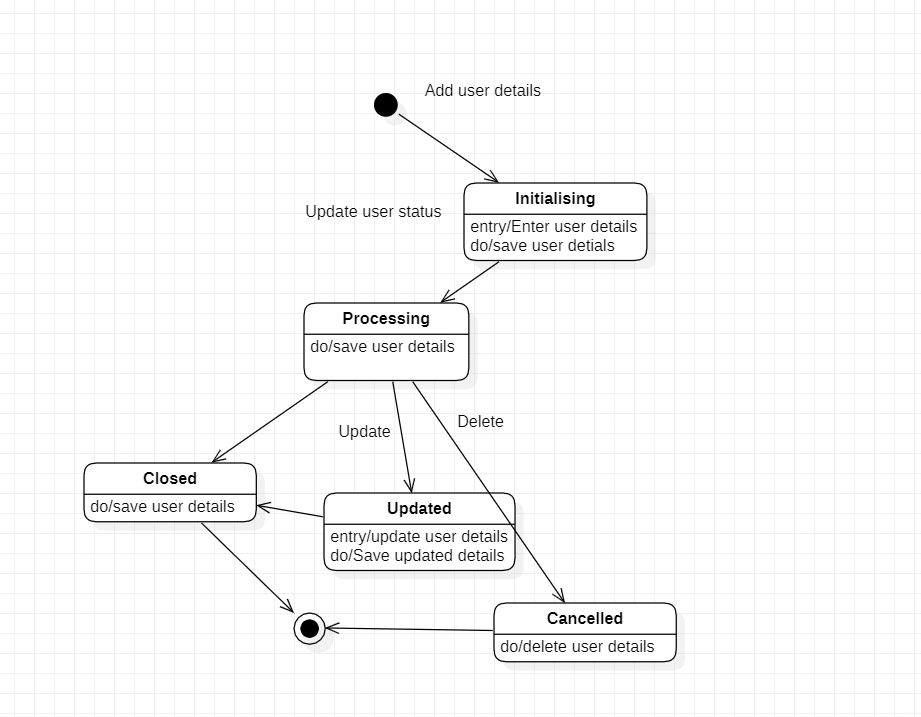 Add user details
Initialising
Update user status
entry/Enter user details
do/save user detials
Processing
do/save user details
Update
Delete
Closed
do/save user details
Updated
entry/update user details
do/Save updated details
Cancelled
do/delete user details